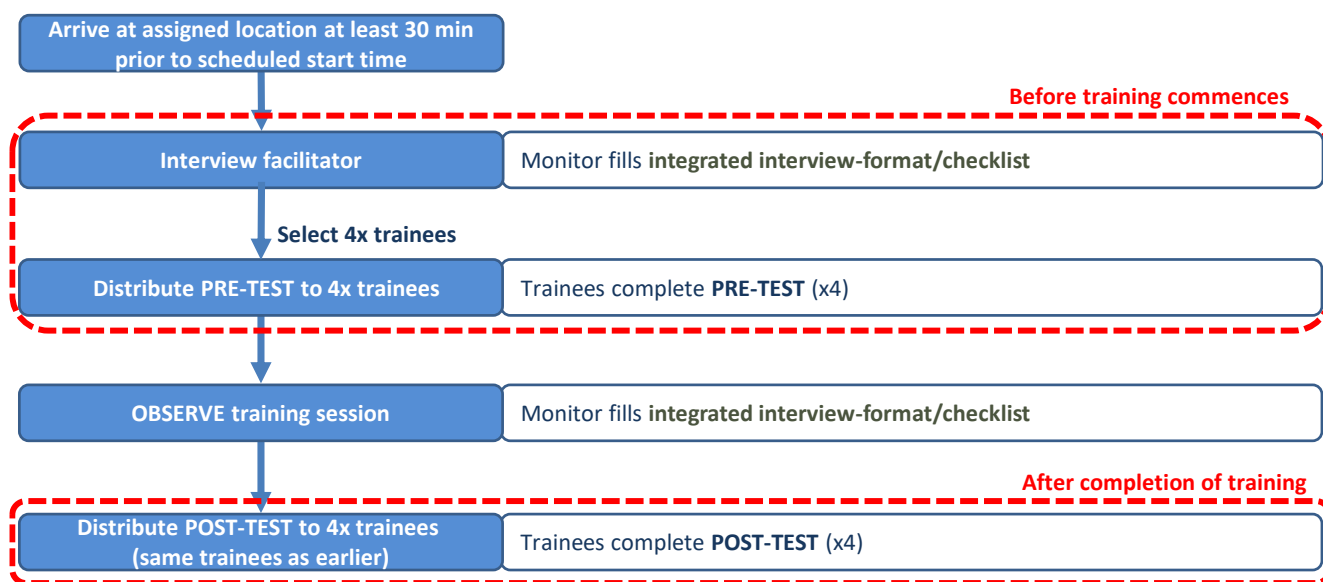 Arrive at assigned location at least 30 min
prior to scheduled start time
Before training commences
Interview facilitator
Monitor fills integrated interview-format/checklist
Select 4x trainees
Distribute PRE-TEST to 4x trainees
Trainees complete PRE-TEST (x4)
OBSERVE training session
Monitor fills integrated interview-format/checklist
After completion of training
Distribute POST-TEST to 4x trainees
(same trainees as earlier)
Trainees complete POST-TEST (x4)